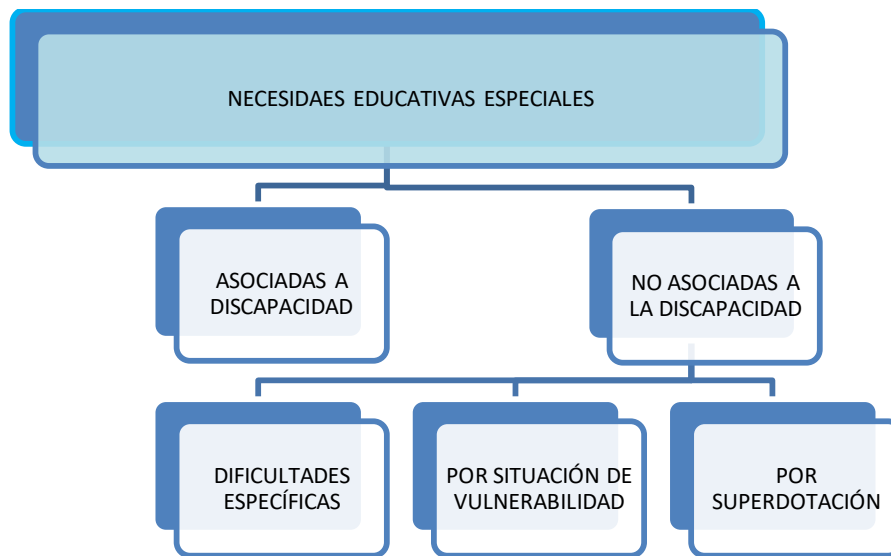 NECESIDAES EDUCATIVAS ESPECIALES
ASOCIADAS A
DISCAPACIDAD
NO ASOCIADAS A
LA DISCAPACIDAD
DIFICULTADES
ESPECÍFICAS
POR SITUACIÓN DE
VULNERABILIDAD
POR
SUPERDOTACIÓN